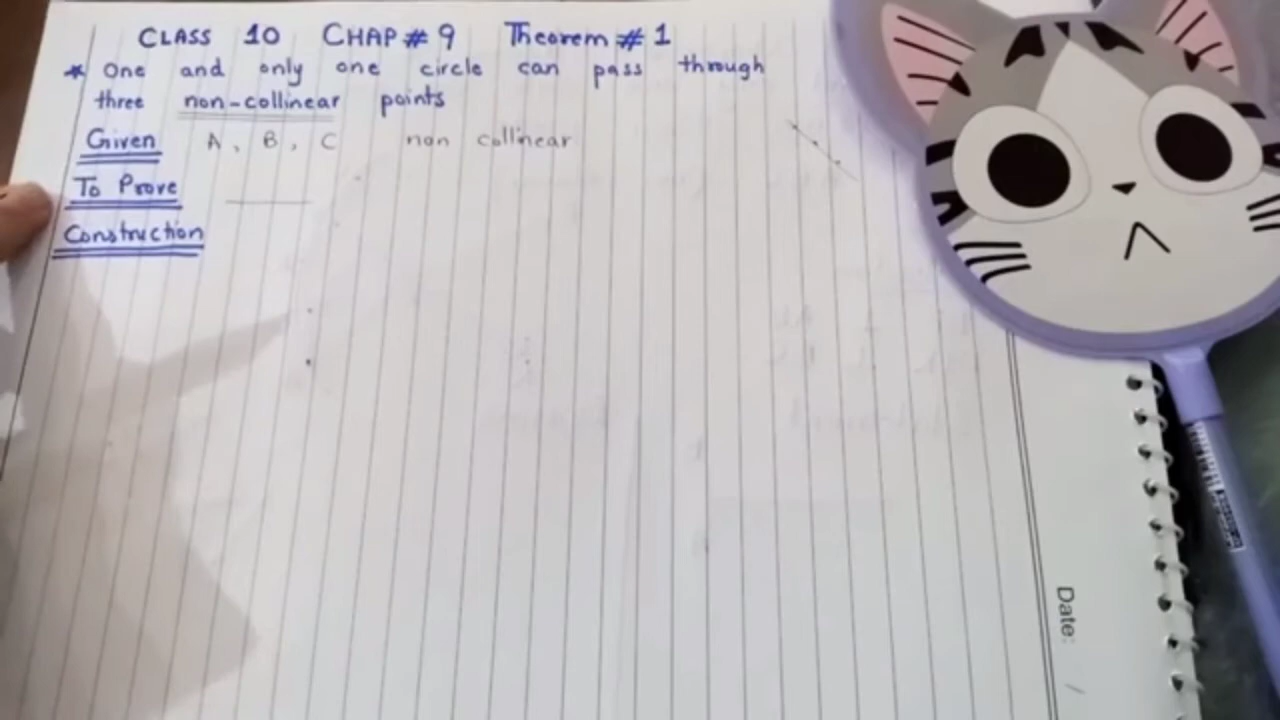 CLASS 10 CHAP # 9 Theorem # 1
* One and only one circle can pass through
three non-collinear points
Given A, B, C non collinear
To Prove
Construction
Date: /